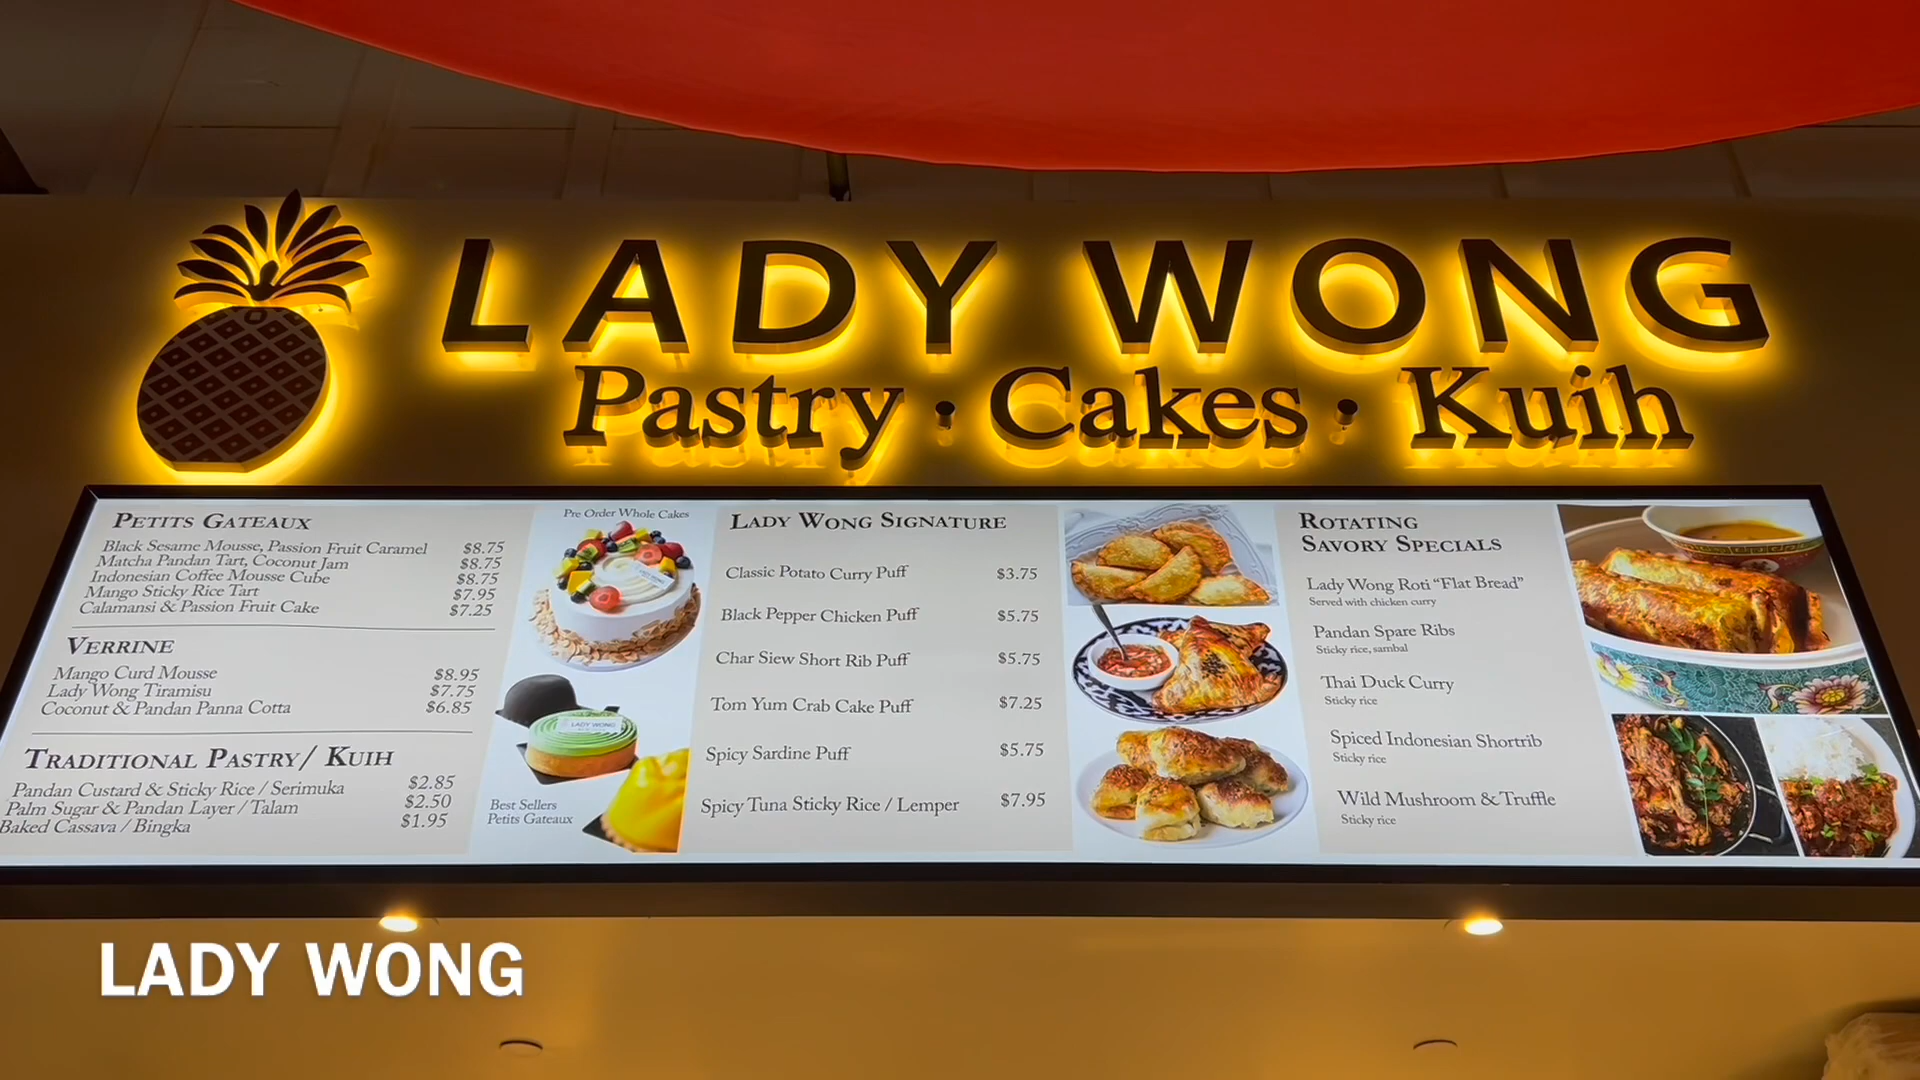 LADY WONG
Pastry · Cakes · Kuih
PETITS GATEAUX
Black Sesame Mousse, Passion Fruit Caramel $8.75
Matcha Pandan Tart, Coconut Jam $8.75
Indonesian Coffee Mousse Cube $8.75
Mango Sticky Rice Tart $7.95
Calamansi & Passion Fruit Cake $7.25
VERRINE
Mango Curd Mousse $8.95
Lady Wong Tiramisu $7.75
Coconut & Pandan Panna Cotta $6.85
TRADITIONAL PASTRY/ KUIH
Pandan Custard & Sticky Rice / Serimuka $2.85
Palm Sugar & Pandan Layer / Talam $2.50
Baked Cassava / Bingka $1.95
Pre Order Whole Cakes
LADY WONG
Best Sellers
Petits Gateaux
LADY WONG SIGNATURE
Classic Potato Curry Puff $3.75
Black Pepper Chicken Puff $5.75
Char Siew Short Rib Puff $5.75
Tom Yum Crab Cake Puff $7.25
Spicy Sardine Puff $5.75
Spicy Tuna Sticky Rice / Lemper $7.95
ROTATING
SAVORY SPECIALS
Lady Wong Roti “Flat Bread”
Served with chicken curry
Pandan Spare Ribs
Sticky rice, sambal
Thai Duck Curry
Sticky rice
Spiced Indonesian Shortrib
Sticky rice
Wild Mushroom & Truffle
Sticky rice
LADY WONG